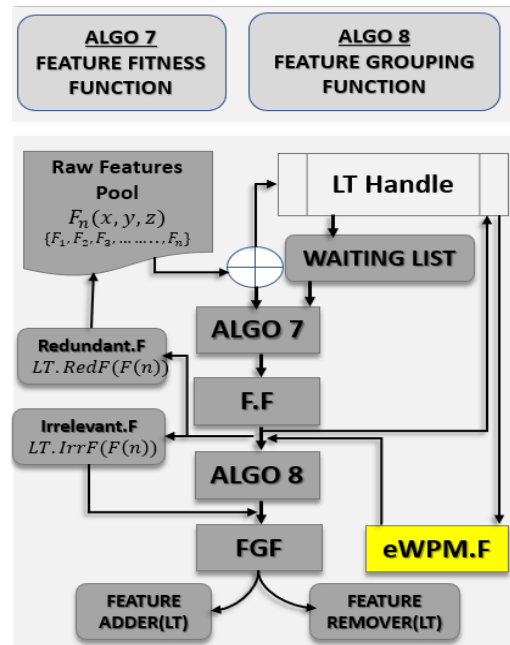 ALGO 7
FEATURE FITNESS
FUNCTION
ALGO 8
FEATURE GROUPING
FUNCTION
Raw Features
Pool
Fₙ(x, y, z)
{F₁, F₂, F₃, … … . . , Fₙ}
LT Handle
WAITING LIST
ALGO 7
Redundant.F
LT.RedF(F(n))
F.F
Irrelevant.F
LT.IrrF(F(n))
ALGO 8
FGF
eWPM.F
FEATURE
ADDER(LT)
FEATURE
REMOVER(LT)